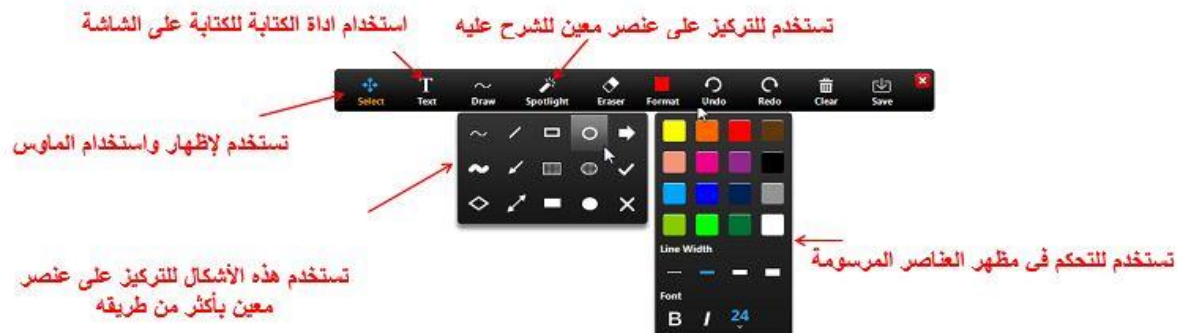 تستخدم للتركيز على عنصر معين للشرح عليه
استخدام اداة الكتابة للكتابة على الشاشة
Select Text Draw Spotlight Eraser Format Undo Redo Clear Save
تستخدم لإظهار واستخدام الماوس
Line Width
تستخدم للتحكم فى مظهر العناصر المرسومة
تستخدم هذه الأشكال للتركيز على عنصر
معين بأكثر من طريقه
Font
B I 24